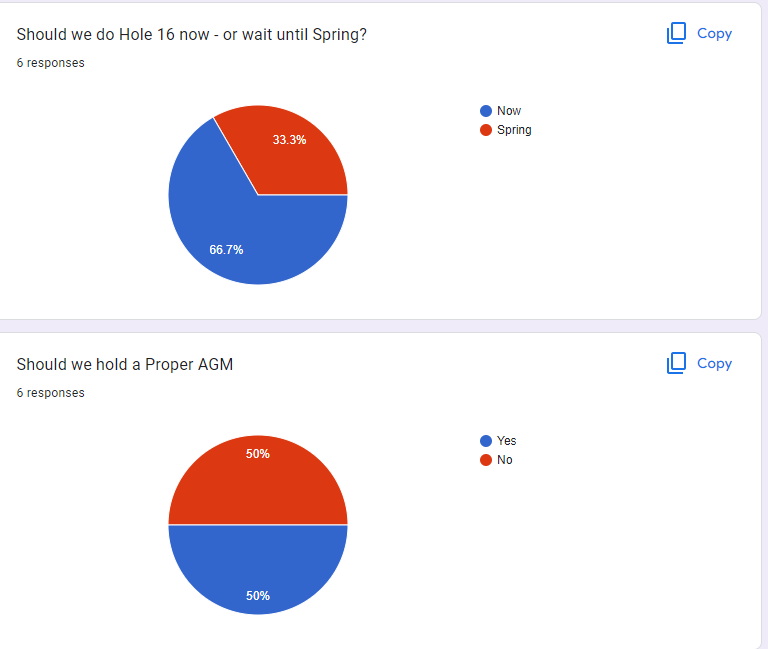 Should we do Hole 16 now - or wait until Spring?
Copy
6 responses
Now
Spring
33.3%
66.7%
Should we hold a Proper AGM
Copy
6 responses
Yes
No
50%
50%